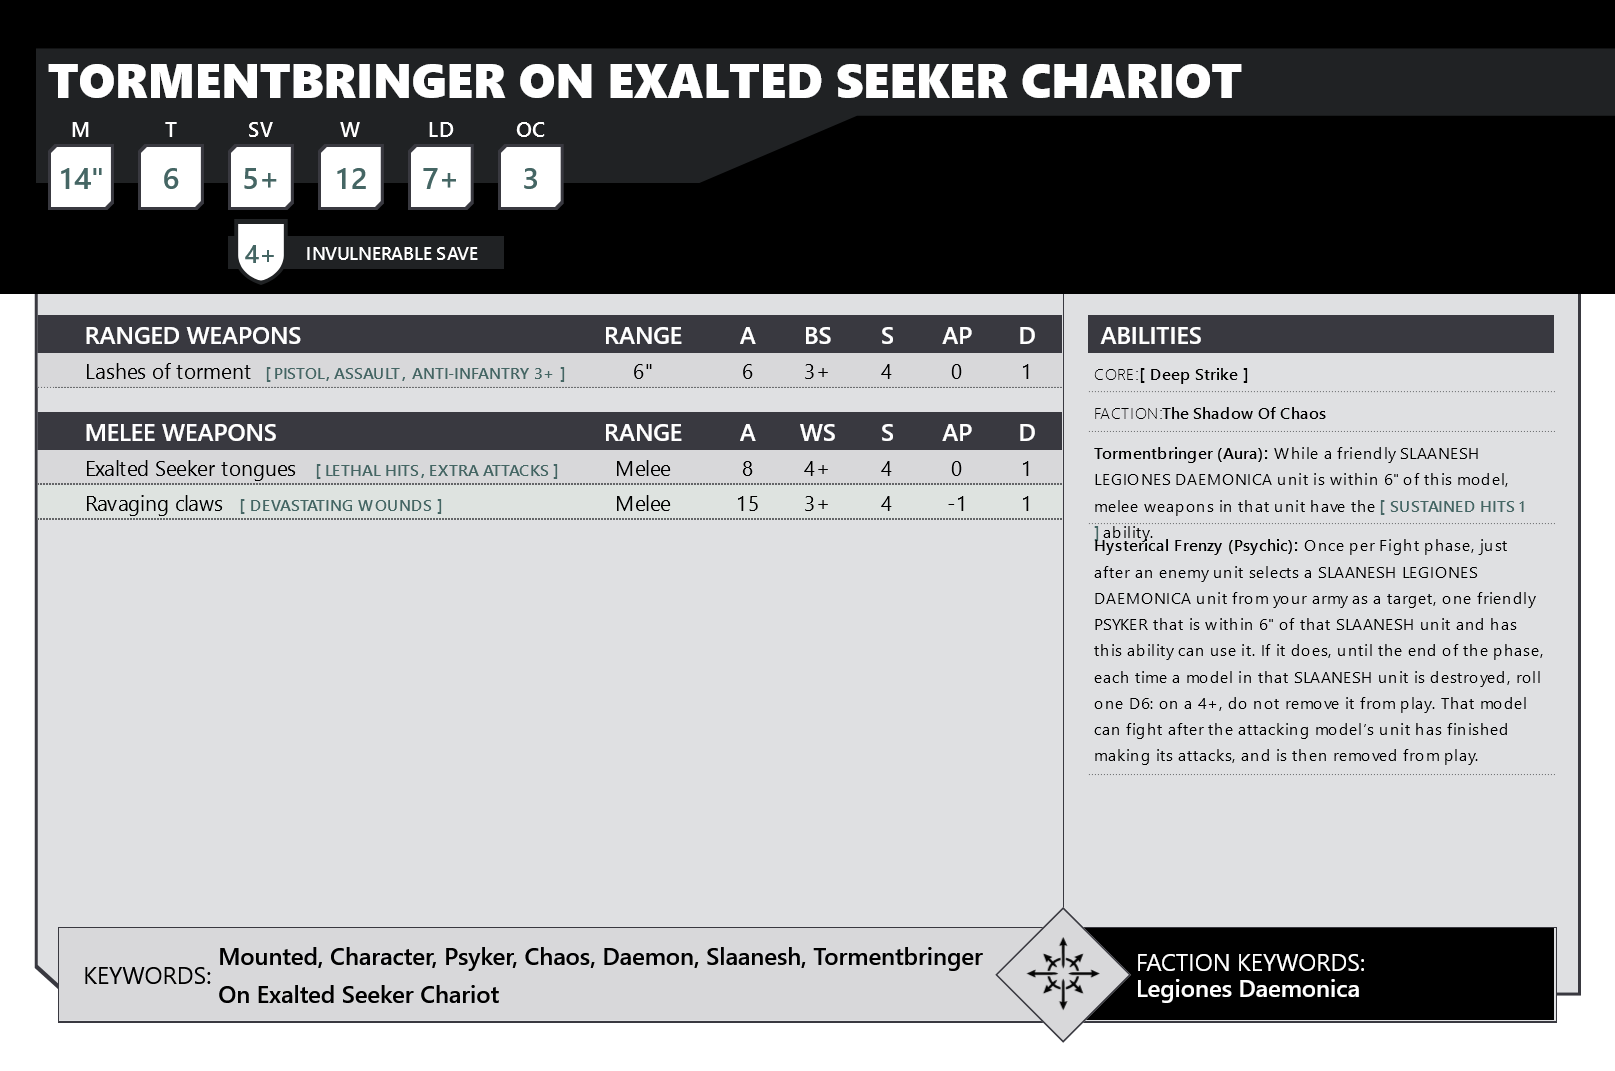 TORMENTBRINGER ON EXALTED SEEKER CHARIOT
M T SV W LD OC
14" 6 5+ 12 7+ 3
4+ INVULNERABLE SAVE
RANGED WEAPONS RANGE A BS S AP D
Lashes of torment [ PISTOL, ASSAULT, ANTI-INFANTRY 3+ ] 6" 6 3+ 4 0 1
MELEE WEAPONS RANGE A WS S AP D
Exalted Seeker tongues [ LETHAL HITS, EXTRA ATTACKS ] Melee 8 4+ 4 0 1
Ravaging claws [ DEVASTATING WOUNDS ] Melee 15 3+ 4 -1 1
ABILITIES
CORE:[ Deep Strike ]
FACTION:The Shadow Of Chaos
Tormentbringer (Aura): While a friendly SLAANESH
LEGIONES DAEMONICA unit is within 6" of this model,
melee weapons in that unit have the [ SUSTAINED HITS 1
] ability.
Hysterical Frenzy (Psychic): Once per Fight phase, just
after an enemy unit selects a SLAANESH LEGIONES
DAEMONICA unit from your army as a target, one friendly
PSYKER that is within 6" of that SLAANESH unit and has
this ability can use it. If it does, until the end of the phase,
each time a model in that SLAANESH unit is destroyed, roll
one D6: on a 4+, do not remove it from play. That model
can fight after the attacking model’s unit has finished
making its attacks, and is then removed from play.
KEYWORDS: Mounted, Character, Psyker, Chaos, Daemon, Slaanesh, Tormentbringer
On Exalted Seeker Chariot
FACTION KEYWORDS:
Legiones Daemonica